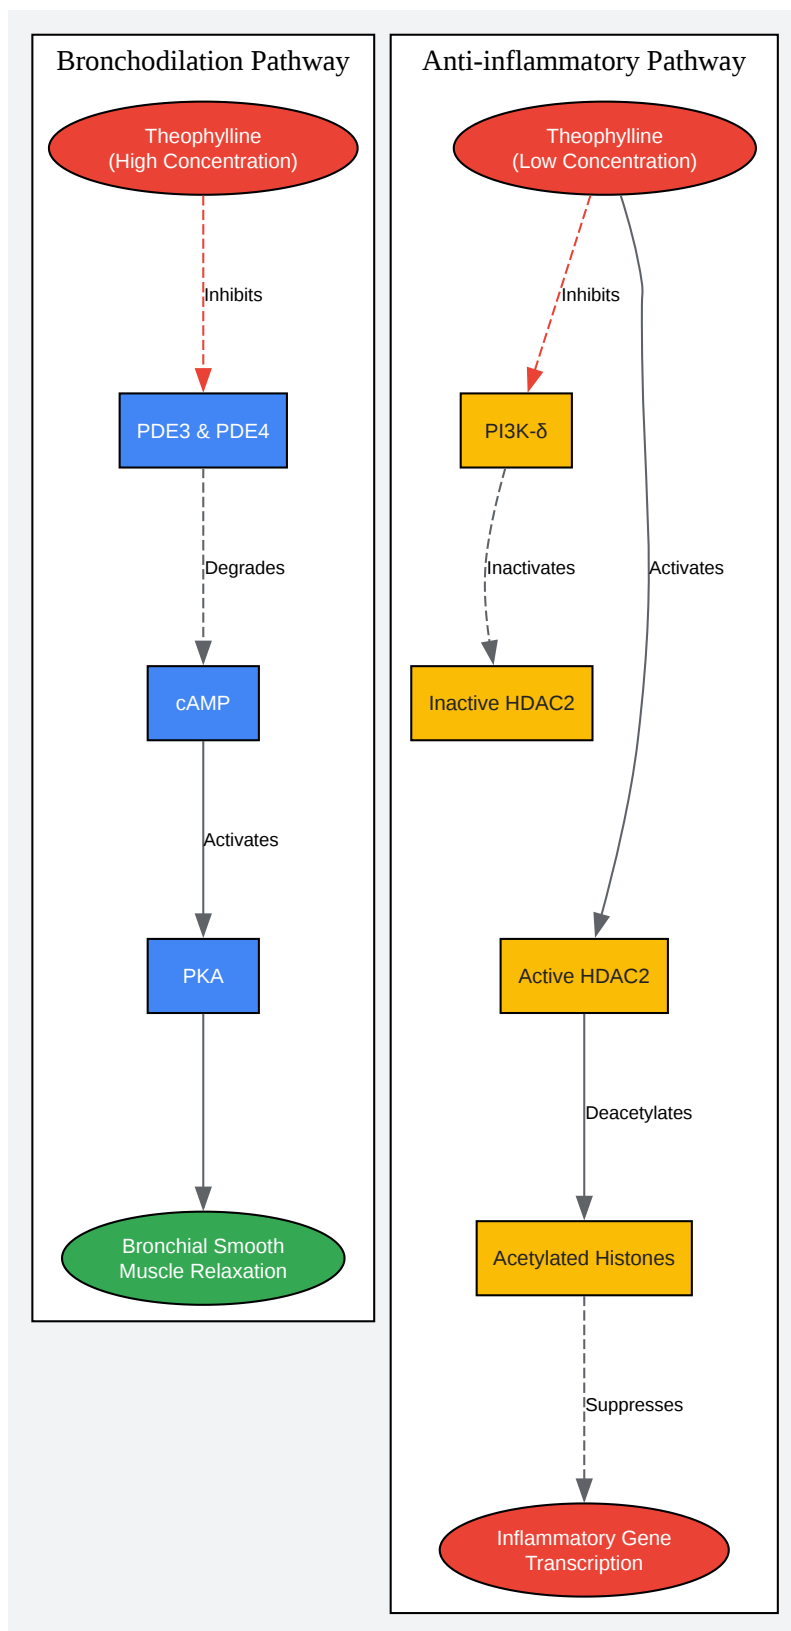 Bronchodilation Pathway
Theophylline
(High Concentration)
Inhibits
PDE3 & PDE4
Degrades
cAMP
Activates
PKA
Bronchial Smooth
Muscle Relaxation
Anti-inflammatory Pathway
Theophylline
(Low Concentration)
Inhibits
PI3K-δ
Inactivates
Activates
Inactive HDAC2
Active HDAC2
Deacetylates
Acetylated Histones
Suppresses
Inflammatory Gene
Transcription